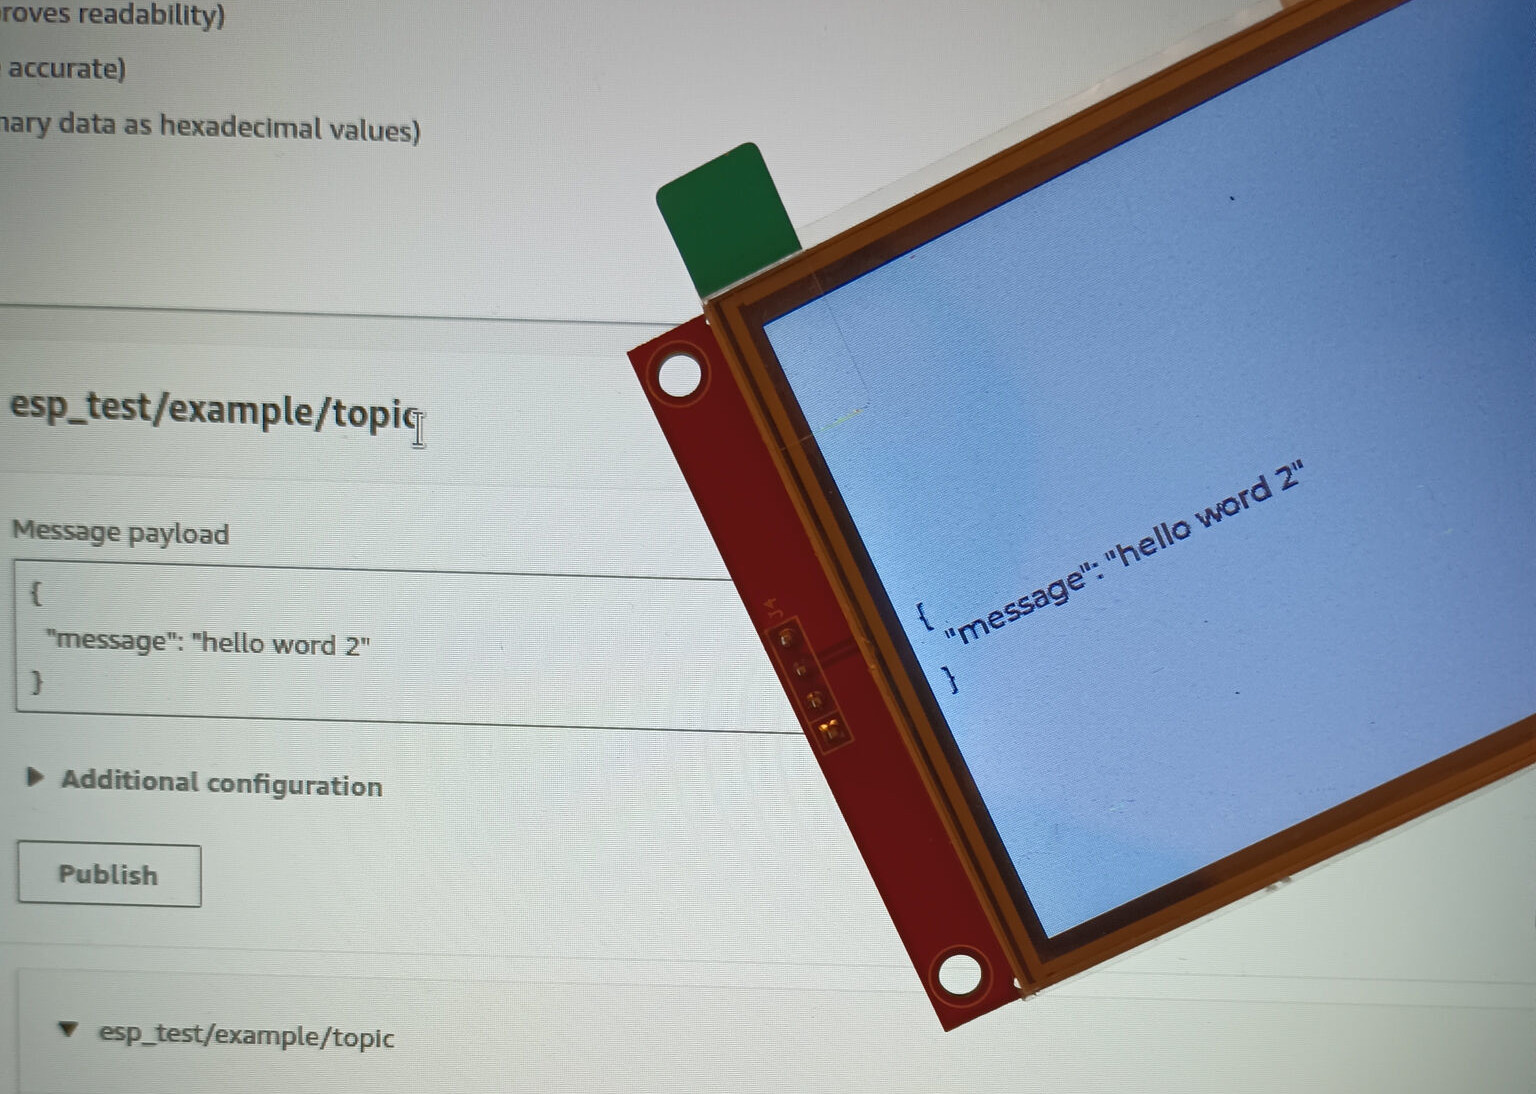 roves readability)
accurate)
nary data as hexadecimal values)
esp_test/example/topic
Message payload
{
"message": "hello word 2"
}
Additional configuration
Publish
esp_test/example/topic
J4
{
"message": "hello word 2"
}